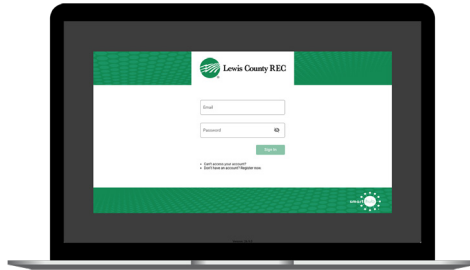 Lewis County REC
Email
Password
Sign In
• Can't access your account?
• Don't have an account? Register now.
smart